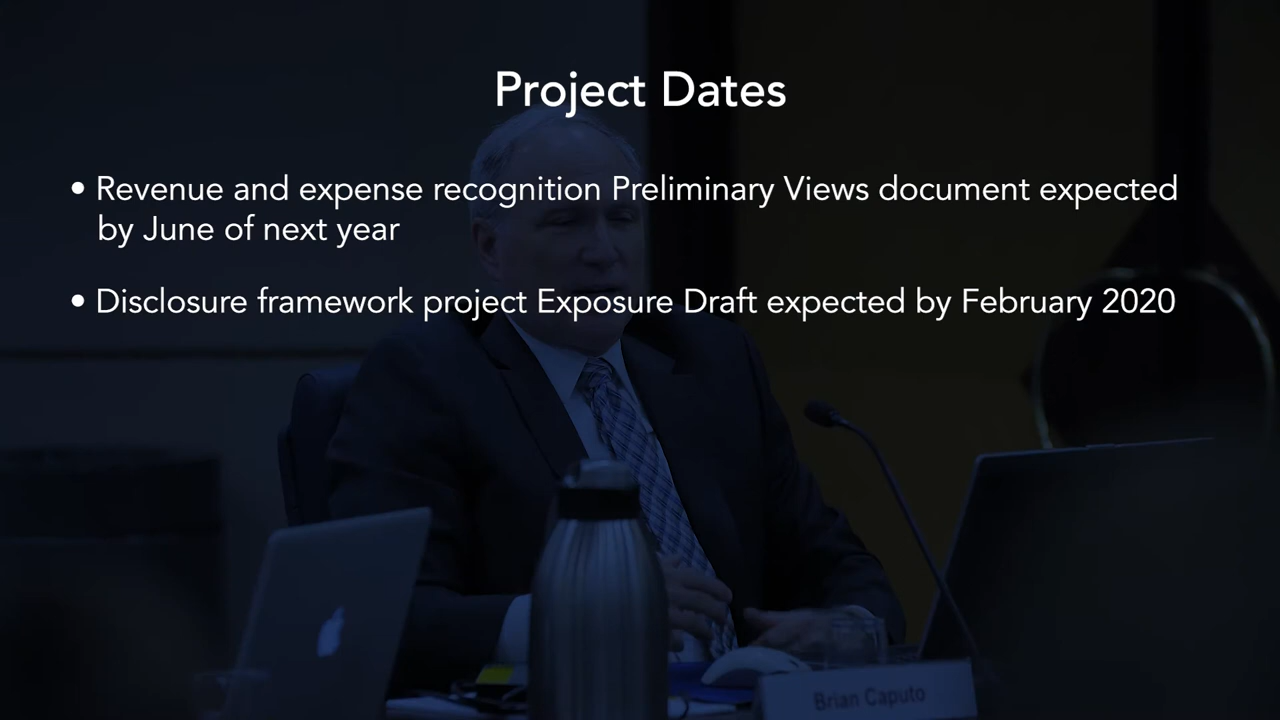 Project Dates
• Revenue and expense recognition Preliminary Views document expected
by June of next year
• Disclosure framework project Exposure Draft expected by February 2020
Brian Caputo